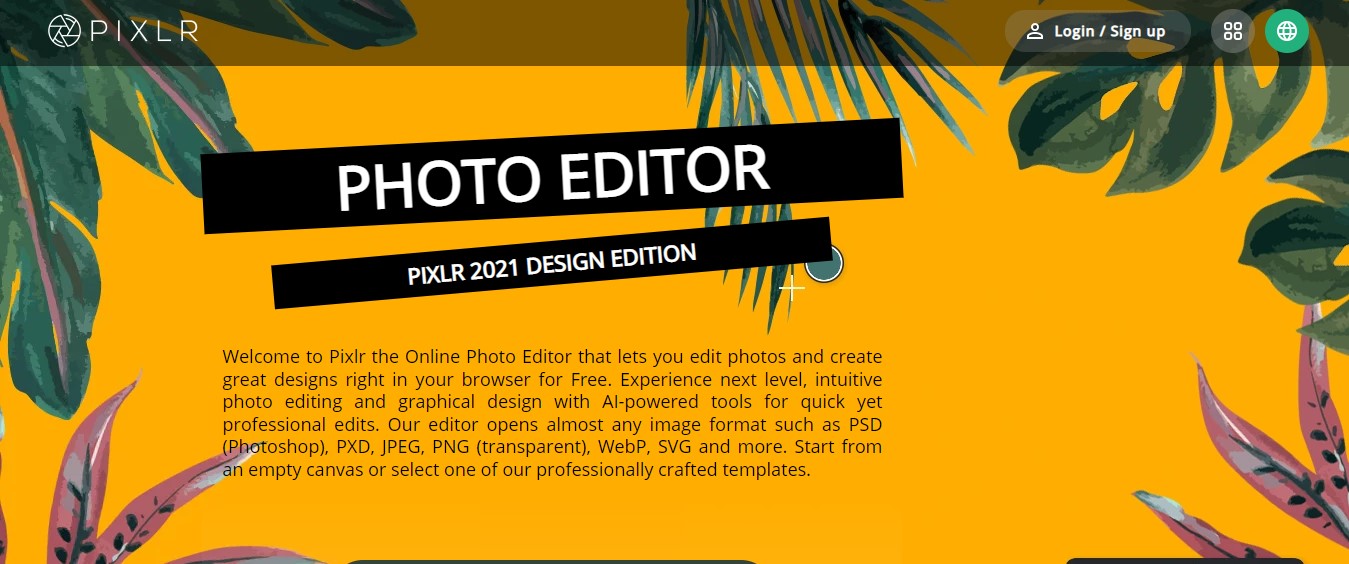 PIXLR
Login / Sign up
PHOTO EDITOR
PIXLR 2021 DESIGN EDITION
Welcome to Pixlr the Online Photo Editor that lets you edit photos and create
great designs right in your browser for Free. Experience next level, intuitive
photo editing and graphical design with AI-powered tools for quick yet
professional edits. Our editor opens almost any image format such as PSD
(Photoshop), PXD, JPEG, PNG (transparent), WebP, SVG and more. Start from
an empty canvas or select one of our professionally crafted templates.